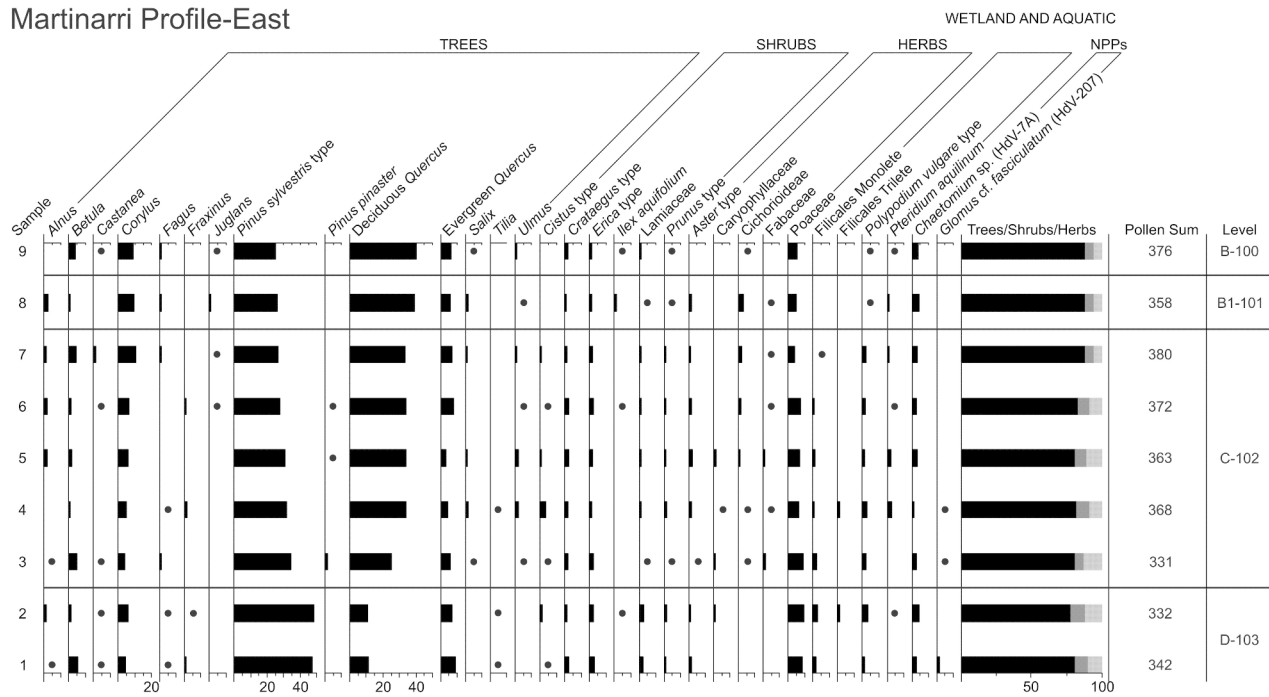 Martinarri Profile-East
WETLAND AND AQUATIC
TREES
SHRUBS
HERBS
NPPs
Sample
Alnus
Betula
Castanea
Corylus
Fagus
Fraxinus
Juglans
Pinus sylvestris type
Pinus pinaster
Deciduous Quercus
Evergreen Quercus
Salix
Tilia
Ulmus
Cistus type
Crataegus type
Erica type
Ilex aquifolium
Lamiaceae
Prunus type
Aster type
Caryophyllaceae
Cichorioideae
Fabaceae
Poaceae
Filicales Monolete
Filicales Trilete
Polypodium vulgare type
Pteridium aquilinum
Chaetomium sp. (HdV-7A)
Glomus cf. fasciculatum (HdV-207)
Trees/Shrubs/Herbs Pollen Sum Level
9 376 B-100
8 358 B1-101
7 380
6 372
5 363 C-102
4 368
3 331
2 332
D-103
1 342
20 20 40 20 40 50 100